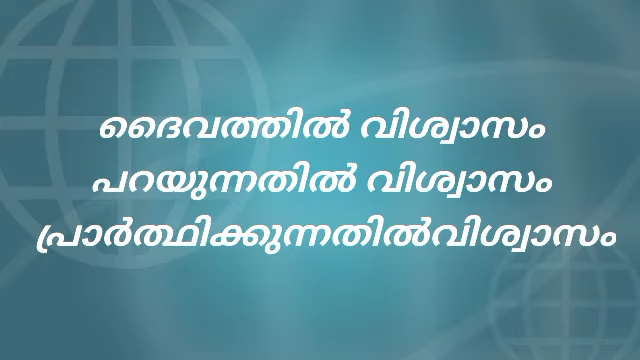 ദൈവത്തിൽ വിശ്വാസം
പറയുന്നതിൽ വിശ്വാസം
പ്രാർത്ഥിക്കുന്നതിൽവിശ്വാസം